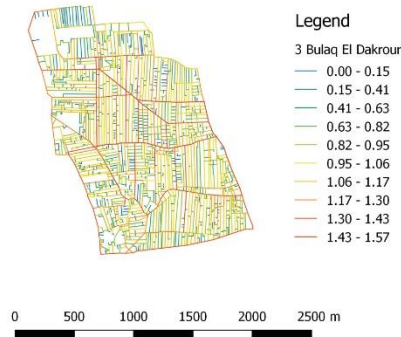 Legend
3 Bulaq El Dakrour
0.00 - 0.15
0.15 - 0.41
0.41 - 0.63
0.63 - 0.82
0.82 - 0.95
0.95 - 1.06
1.06 - 1.17
1.17 - 1.30
1.30 - 1.43
1.43 - 1.57
0 500 1000 1500 2000 2500 m